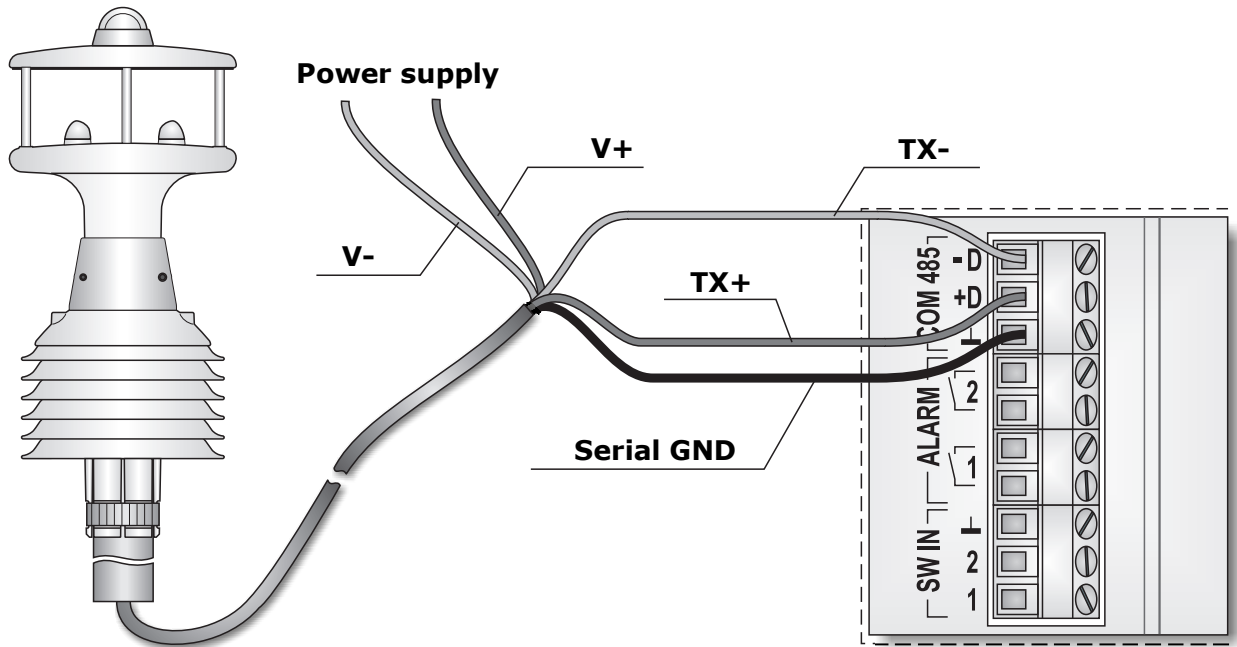 Power supply
V+
TX-
V-
TX+
Serial GND
COM 485
-D
+D
ALARM
2
1
SW IN
2
1